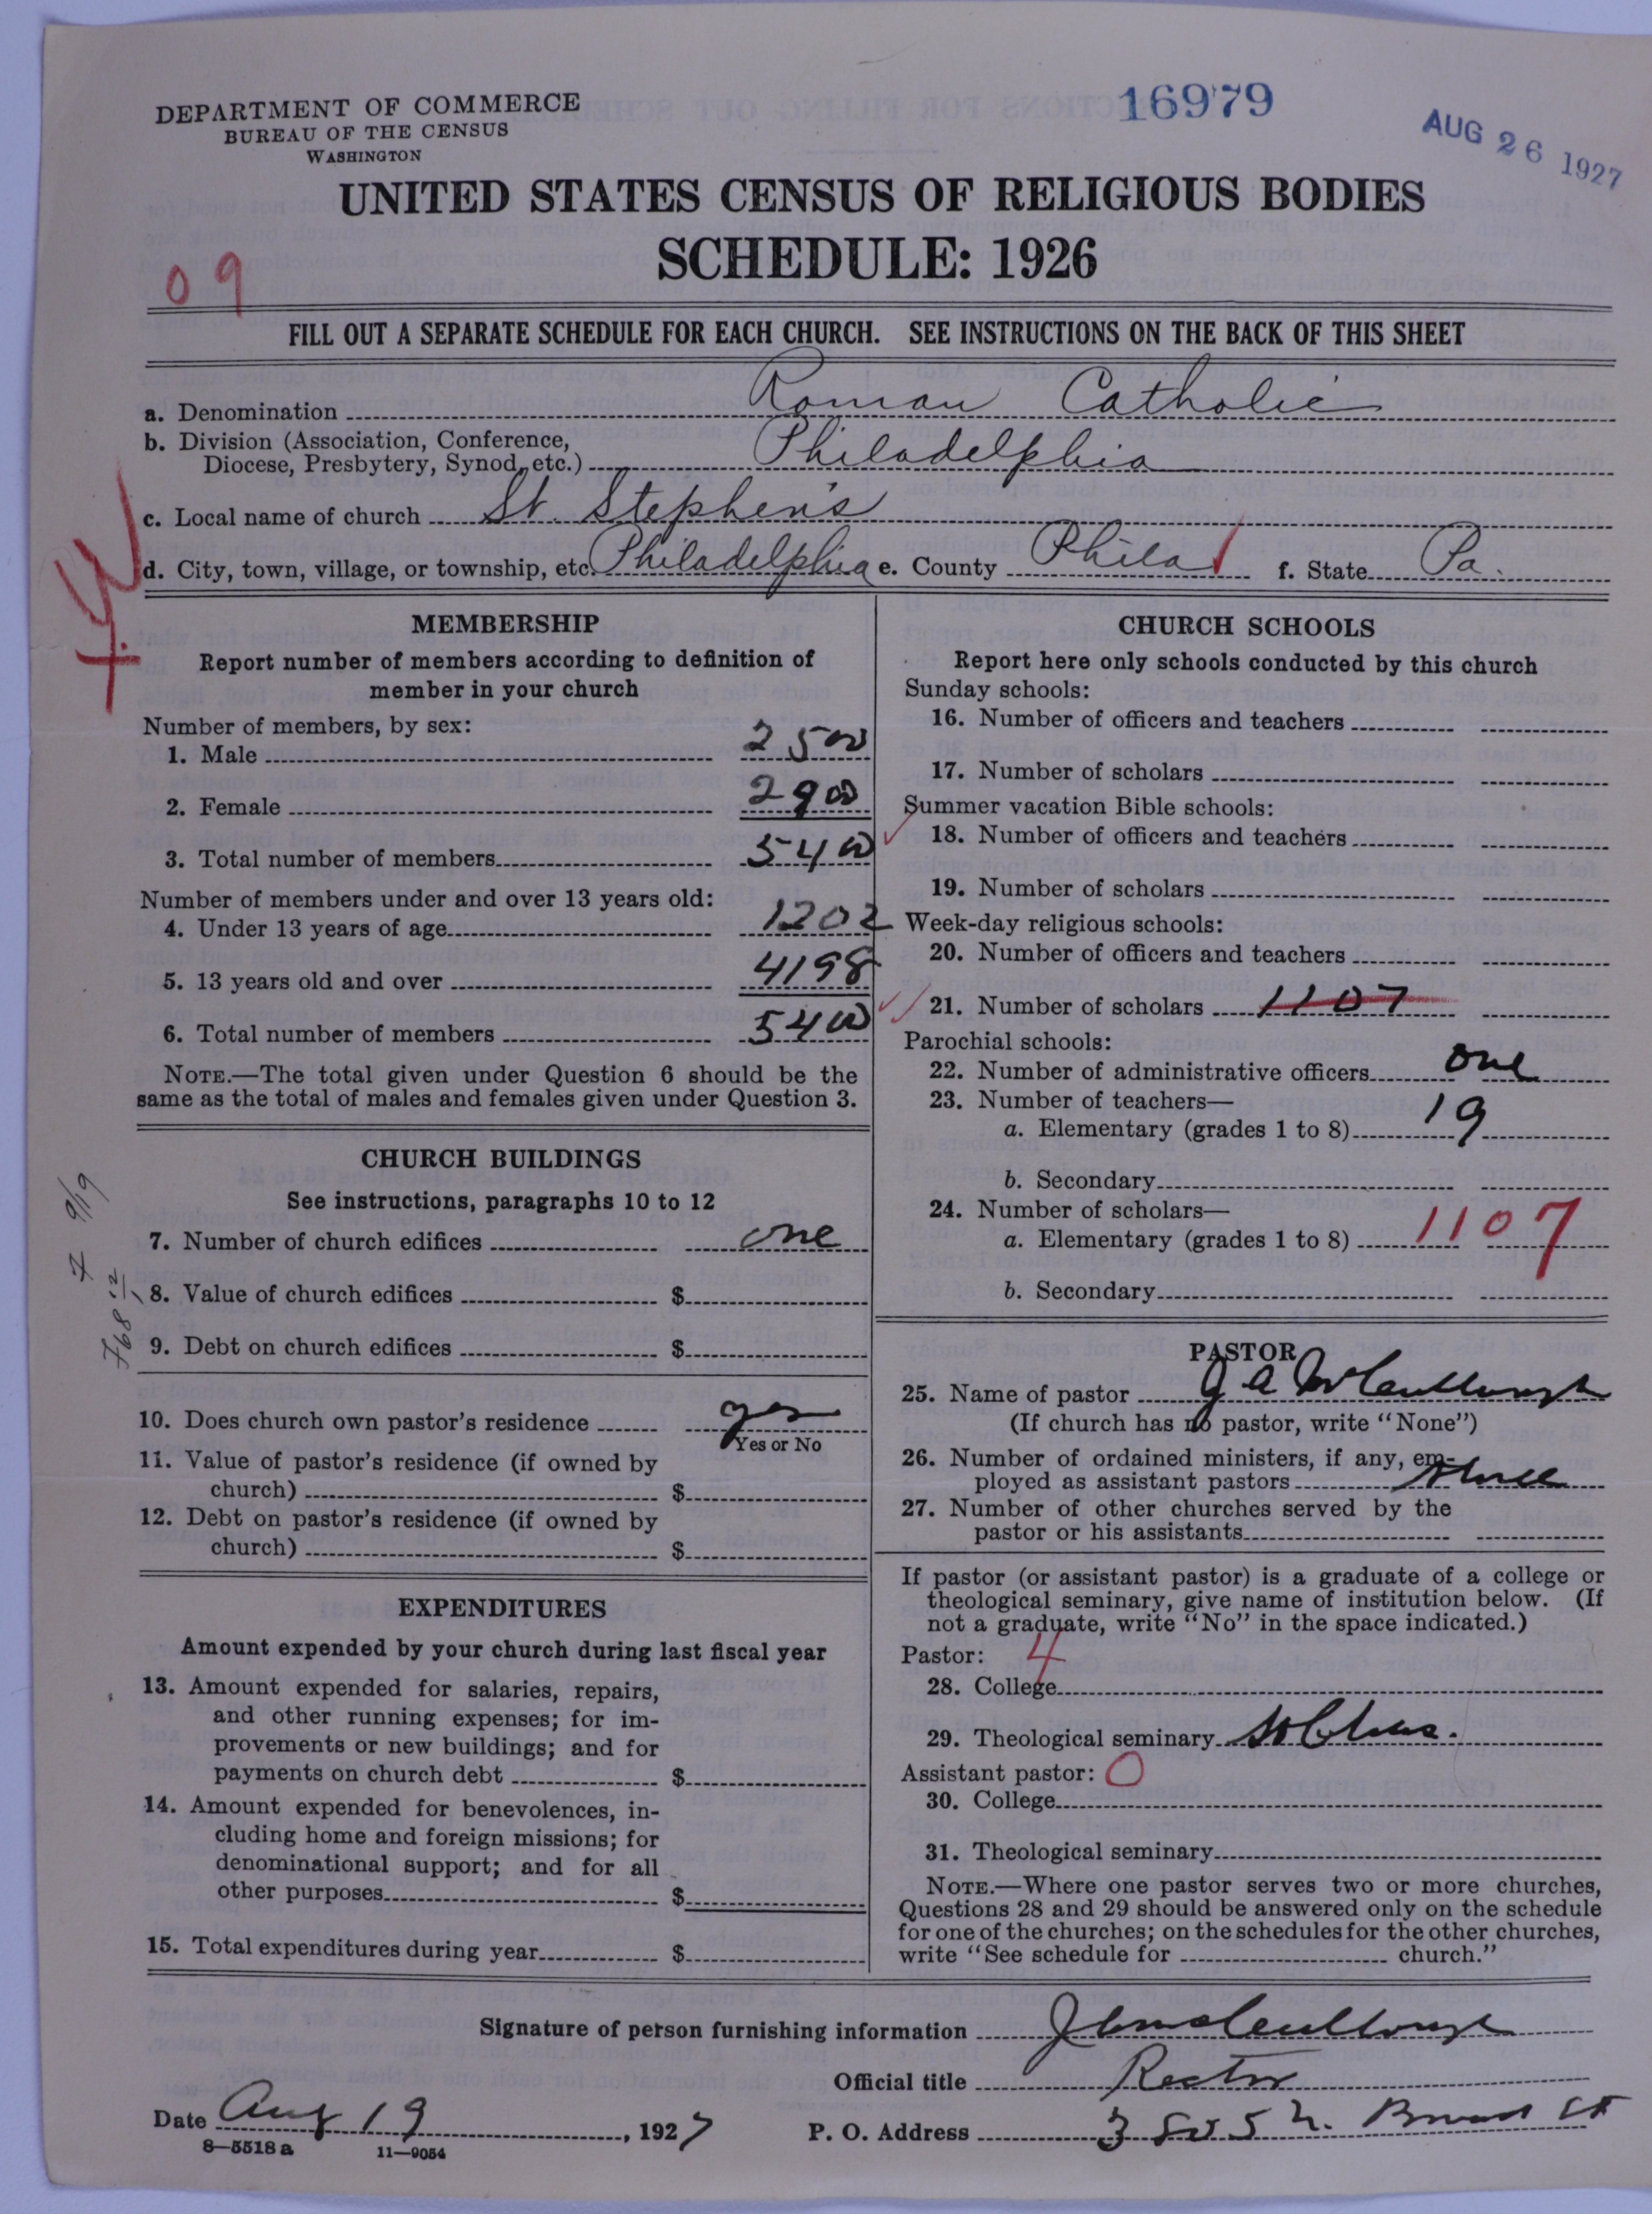 DEPARTMENT OF COMMERCE
BUREAU OF THE CENSUS
WASHINGTON
16979
AUG 26 1927
UNITED STATES CENSUS OF RELIGIOUS BODIES
SCHEDULE: 1926
09
FILL OUT A SEPARATE SCHEDULE FOR EACH CHURCH. SEE INSTRUCTIONS ON THE BACK OF THIS SHEET
a. Denomination Roman Catholic
b. Division (Association, Conference,
Diocese, Presbytery, Synod, etc.) Philadelphia
c. Local name of church St. Stephen's
d. City, town, village, or township, etc. Philadelphia e. County Phila f. State Pa.
MEMBERSHIP
Report number of members according to definition of
member in your church
Number of members, by sex:
1. Male 2500
2. Female 2900
3. Total number of members 5400
Number of members under and over 13 years old:
4. Under 13 years of age 1202
5. 13 years old and over 4198
6. Total number of members 5400
NOTE.—The total given under Question 6 should be the
same as the total of males and females given under Question 3.
CHURCH BUILDINGS
See instructions, paragraphs 10 to 12
7. Number of church edifices one
8. Value of church edifices $
9. Debt on church edifices $
10. Does church own pastor's residence yes
Yes or No
11. Value of pastor's residence (if owned by
church) $
12. Debt on pastor's residence (if owned by
church) $
EXPENDITURES
Amount expended by your church during last fiscal year
13. Amount expended for salaries, repairs,
and other running expenses; for im-
provements or new buildings; and for
payments on church debt $
14. Amount expended for benevolences, in-
cluding home and foreign missions; for
denominational support; and for all
other purposes $
15. Total expenditures during year $
CHURCH SCHOOLS
Report here only schools conducted by this church
Sunday schools:
16. Number of officers and teachers
17. Number of scholars
Summer vacation Bible schools:
18. Number of officers and teachers
19. Number of scholars
Week-day religious schools:
20. Number of officers and teachers
21. Number of scholars 1107
Parochial schools:
22. Number of administrative officers one
23. Number of teachers—
a. Elementary (grades 1 to 8) 19
b. Secondary
24. Number of scholars—
a. Elementary (grades 1 to 8) 1107
b. Secondary
PASTOR
25. Name of pastor J A McCullough
(If church has no pastor, write "None")
26. Number of ordained ministers, if any, em-
ployed as assistant pastors three
27. Number of other churches served by the
pastor or his assistants
If pastor (or assistant pastor) is a graduate of a college or
theological seminary, give name of institution below. (If
not a graduate, write "No" in the space indicated.)
Pastor: 4
28. College
29. Theological seminary St Chas.
Assistant pastor: 0
30. College
31. Theological seminary
NOTE.—Where one pastor serves two or more churches,
Questions 28 and 29 should be answered only on the schedule
for one of the churches; on the schedules for the other churches,
write "See schedule for church."
Signature of person furnishing information J A McCullough
Official title Rector
Date Aug 19, 1927 P. O. Address 3805 N. Broad St
8—5518 a 11—9054